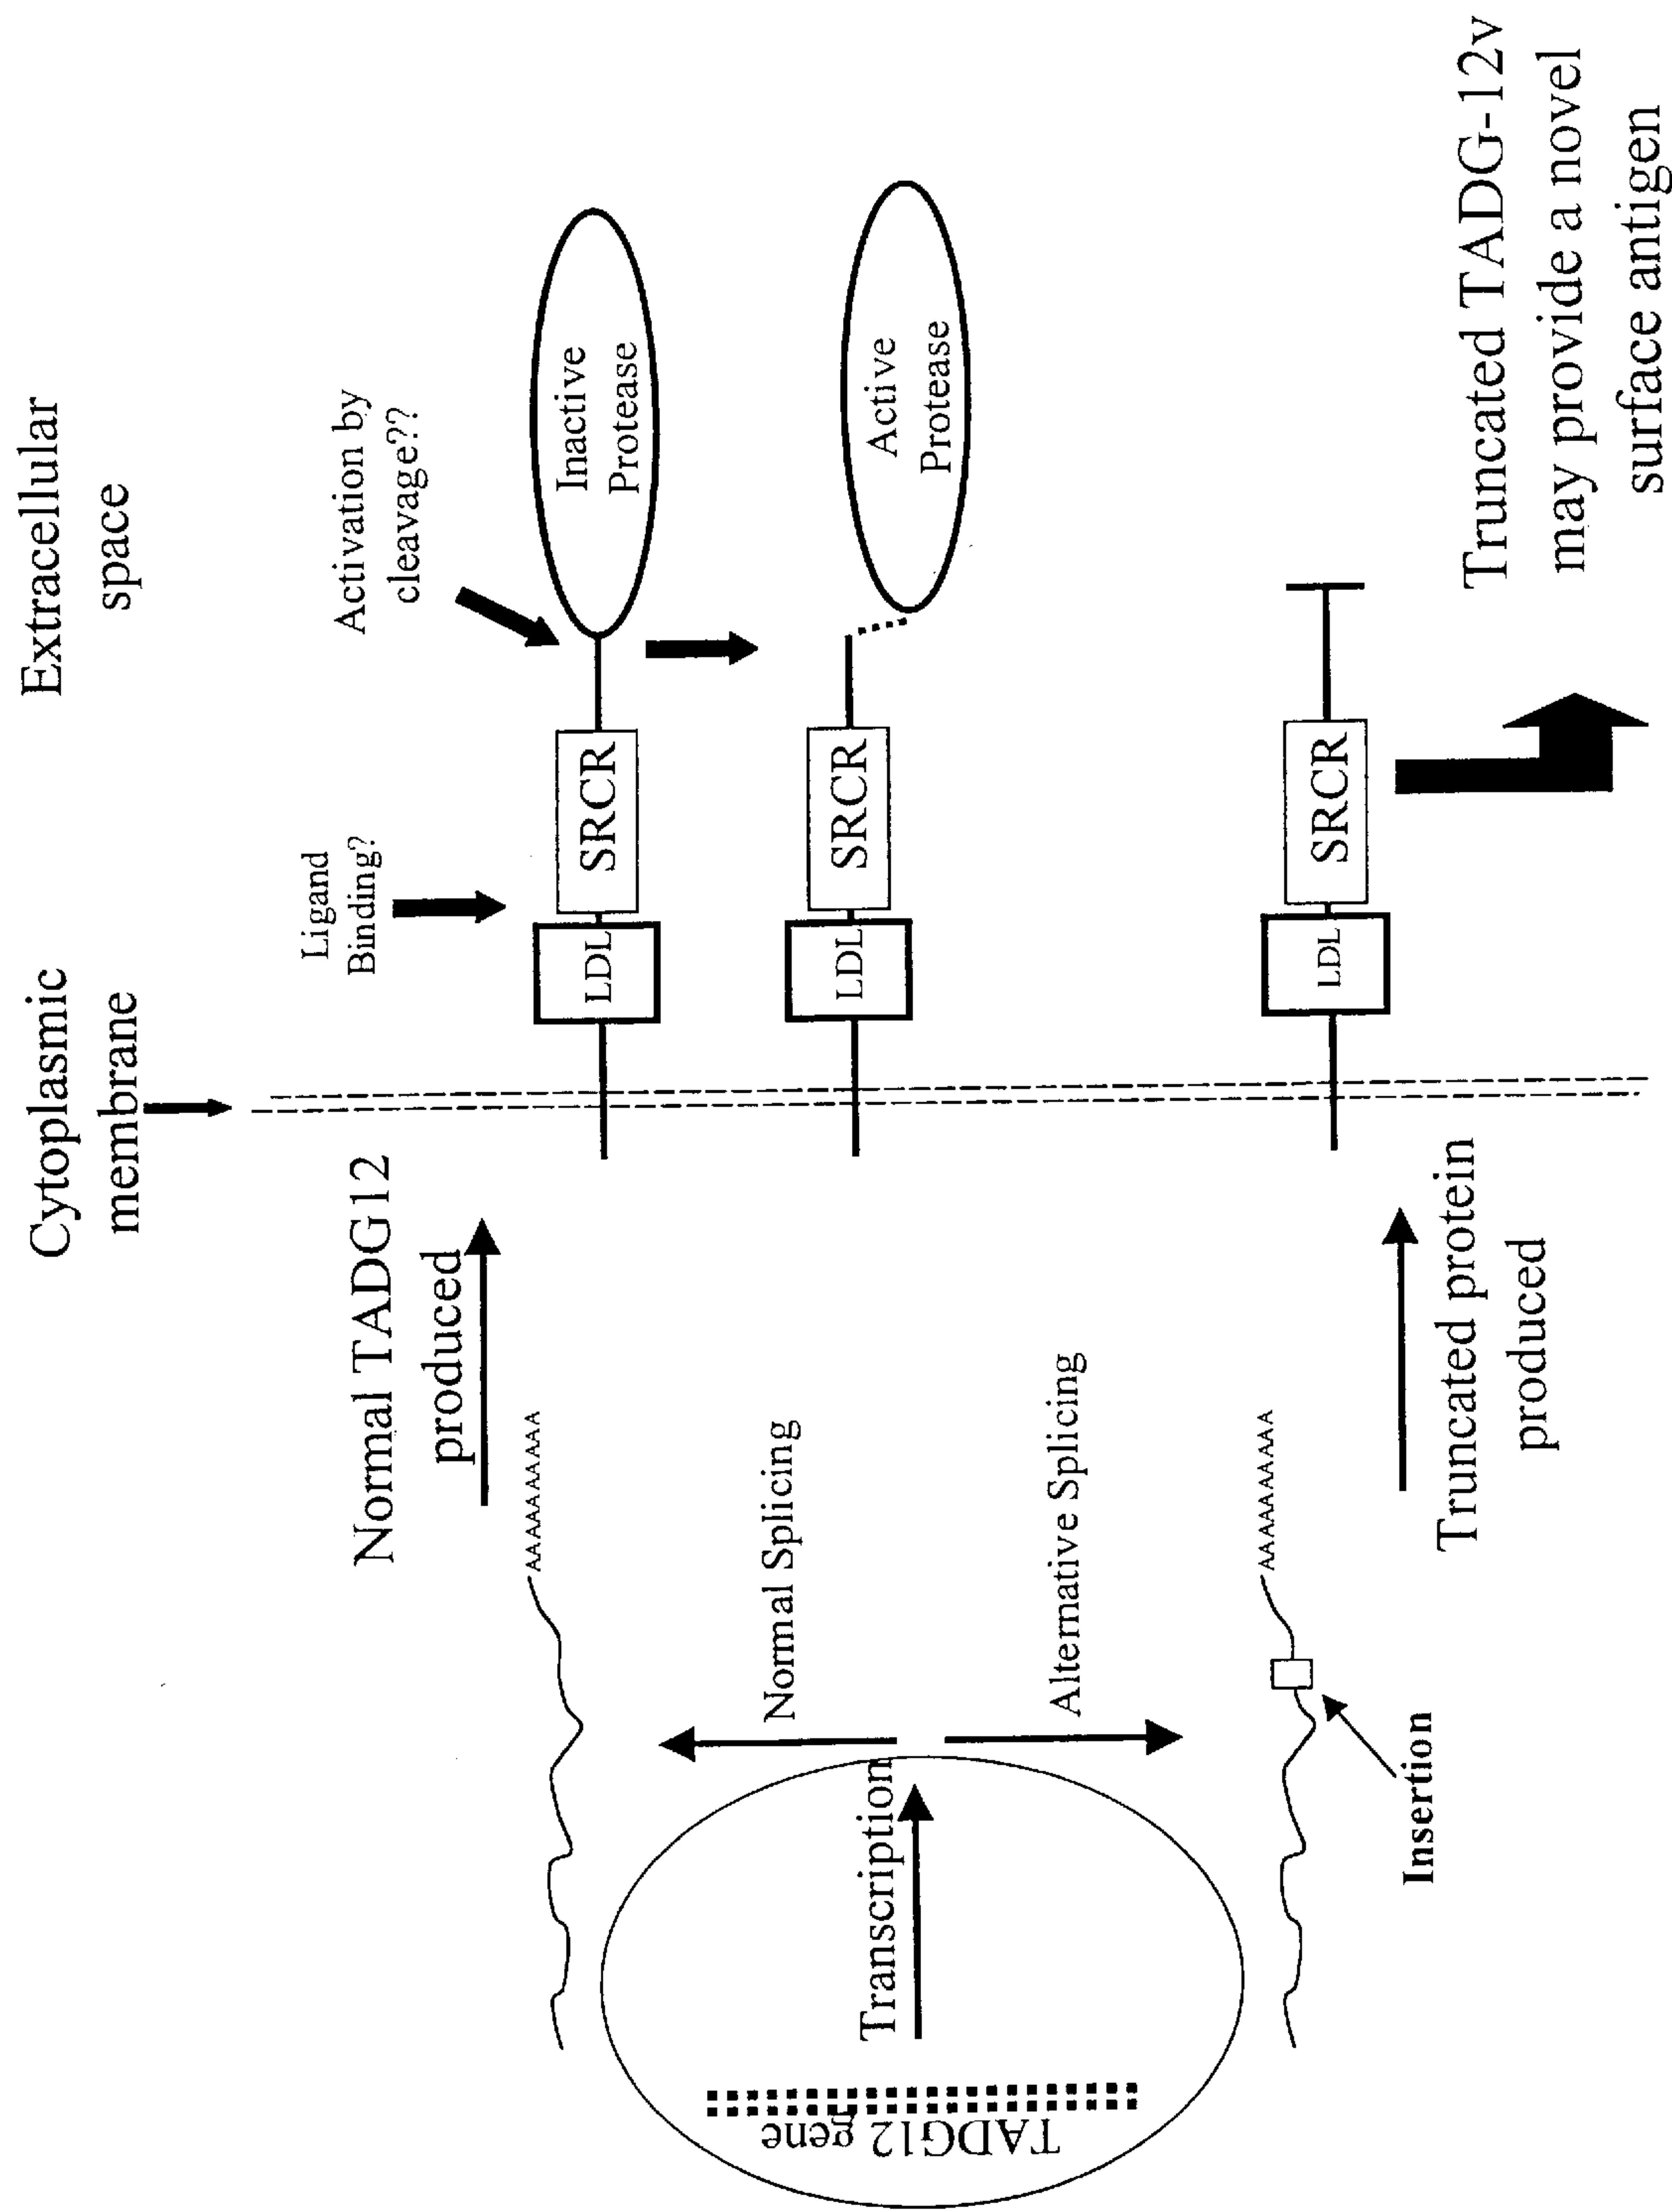 Cytoplasmic
membrane
Extracellular
space
Normal TADG12
produced
Ligand
Binding?
Activation by
cleavage??
AAAAAAAAA
LDL
SRCR
Inactive
Protease
Normal Splicing
LDL
SRCR
Active
Protease
TADG12 gene
Transcription
Alternative Splicing
AAAAAAAAA
LDL
SRCR
Insertion
Truncated protein
produced
Truncated TADG-12v
may provide a novel
surface antigen